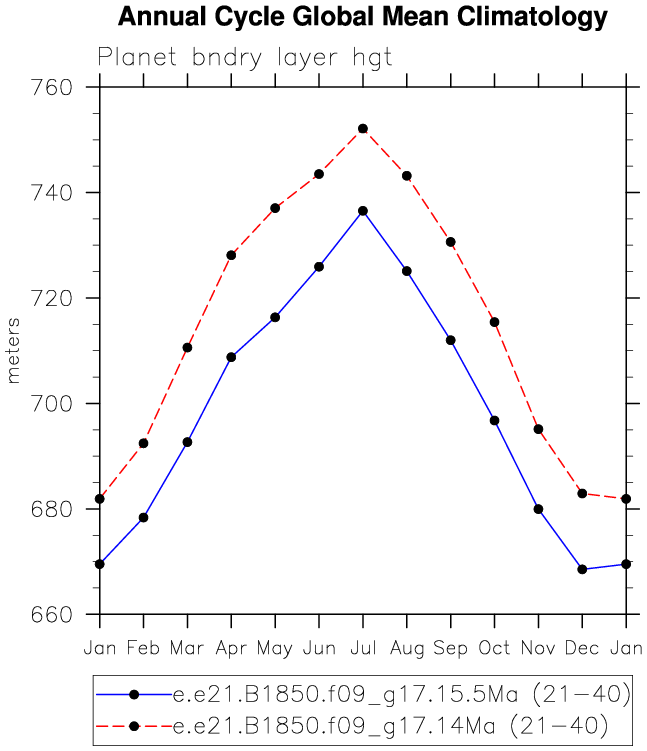 Annual Cycle Global Mean Climatology
Planet bndry layer hgt
760
740
720
700
680
660
meters
Jan Feb Mar Apr May Jun Jul Aug Sep Oct Nov Dec Jan
e.e21.B1850.f09_g17.15.5Ma (21-40)
e.e21.B1850.f09_g17.14Ma (21-40)